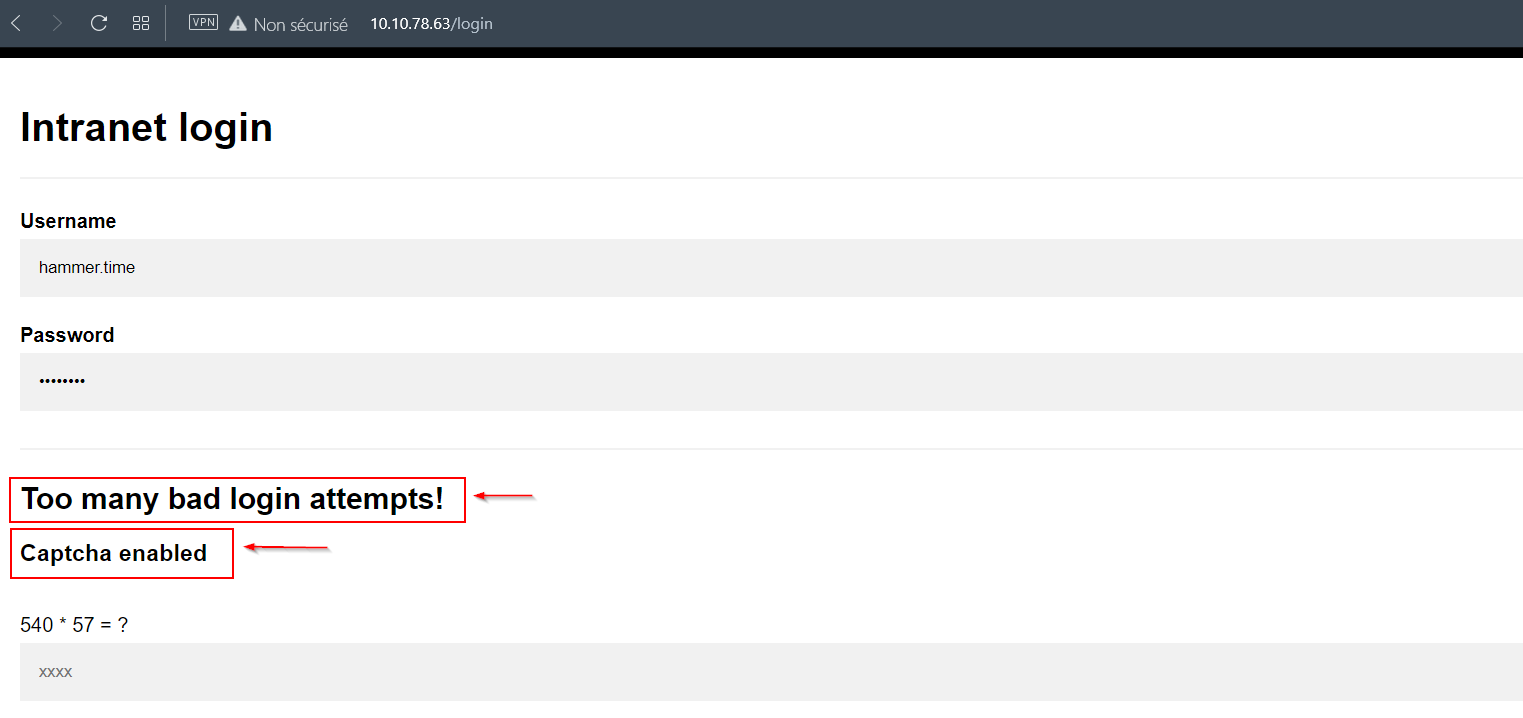 VPN Non sécurisé 10.10.78.63/login
Intranet login
Username
hammer.time
Password
••••••••
Too many bad login attempts!
Captcha enabled
540 * 57 = ?
xxxx